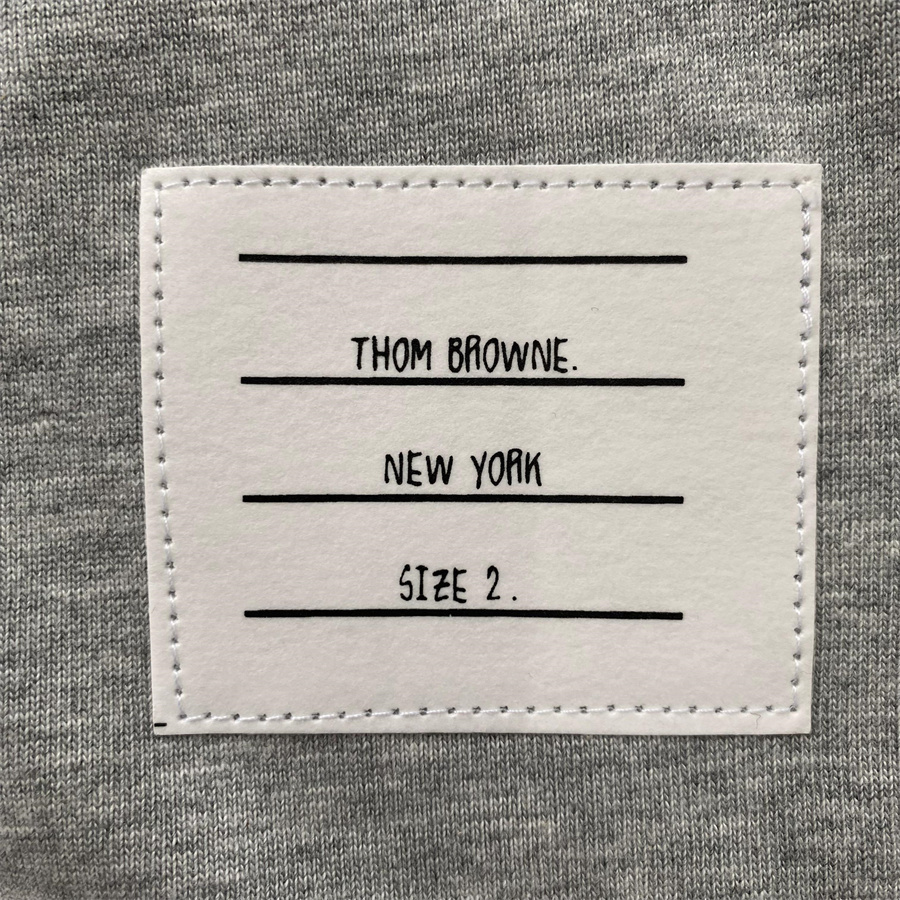 THOM BROWNE.
NEW YORK
SIZE 2.